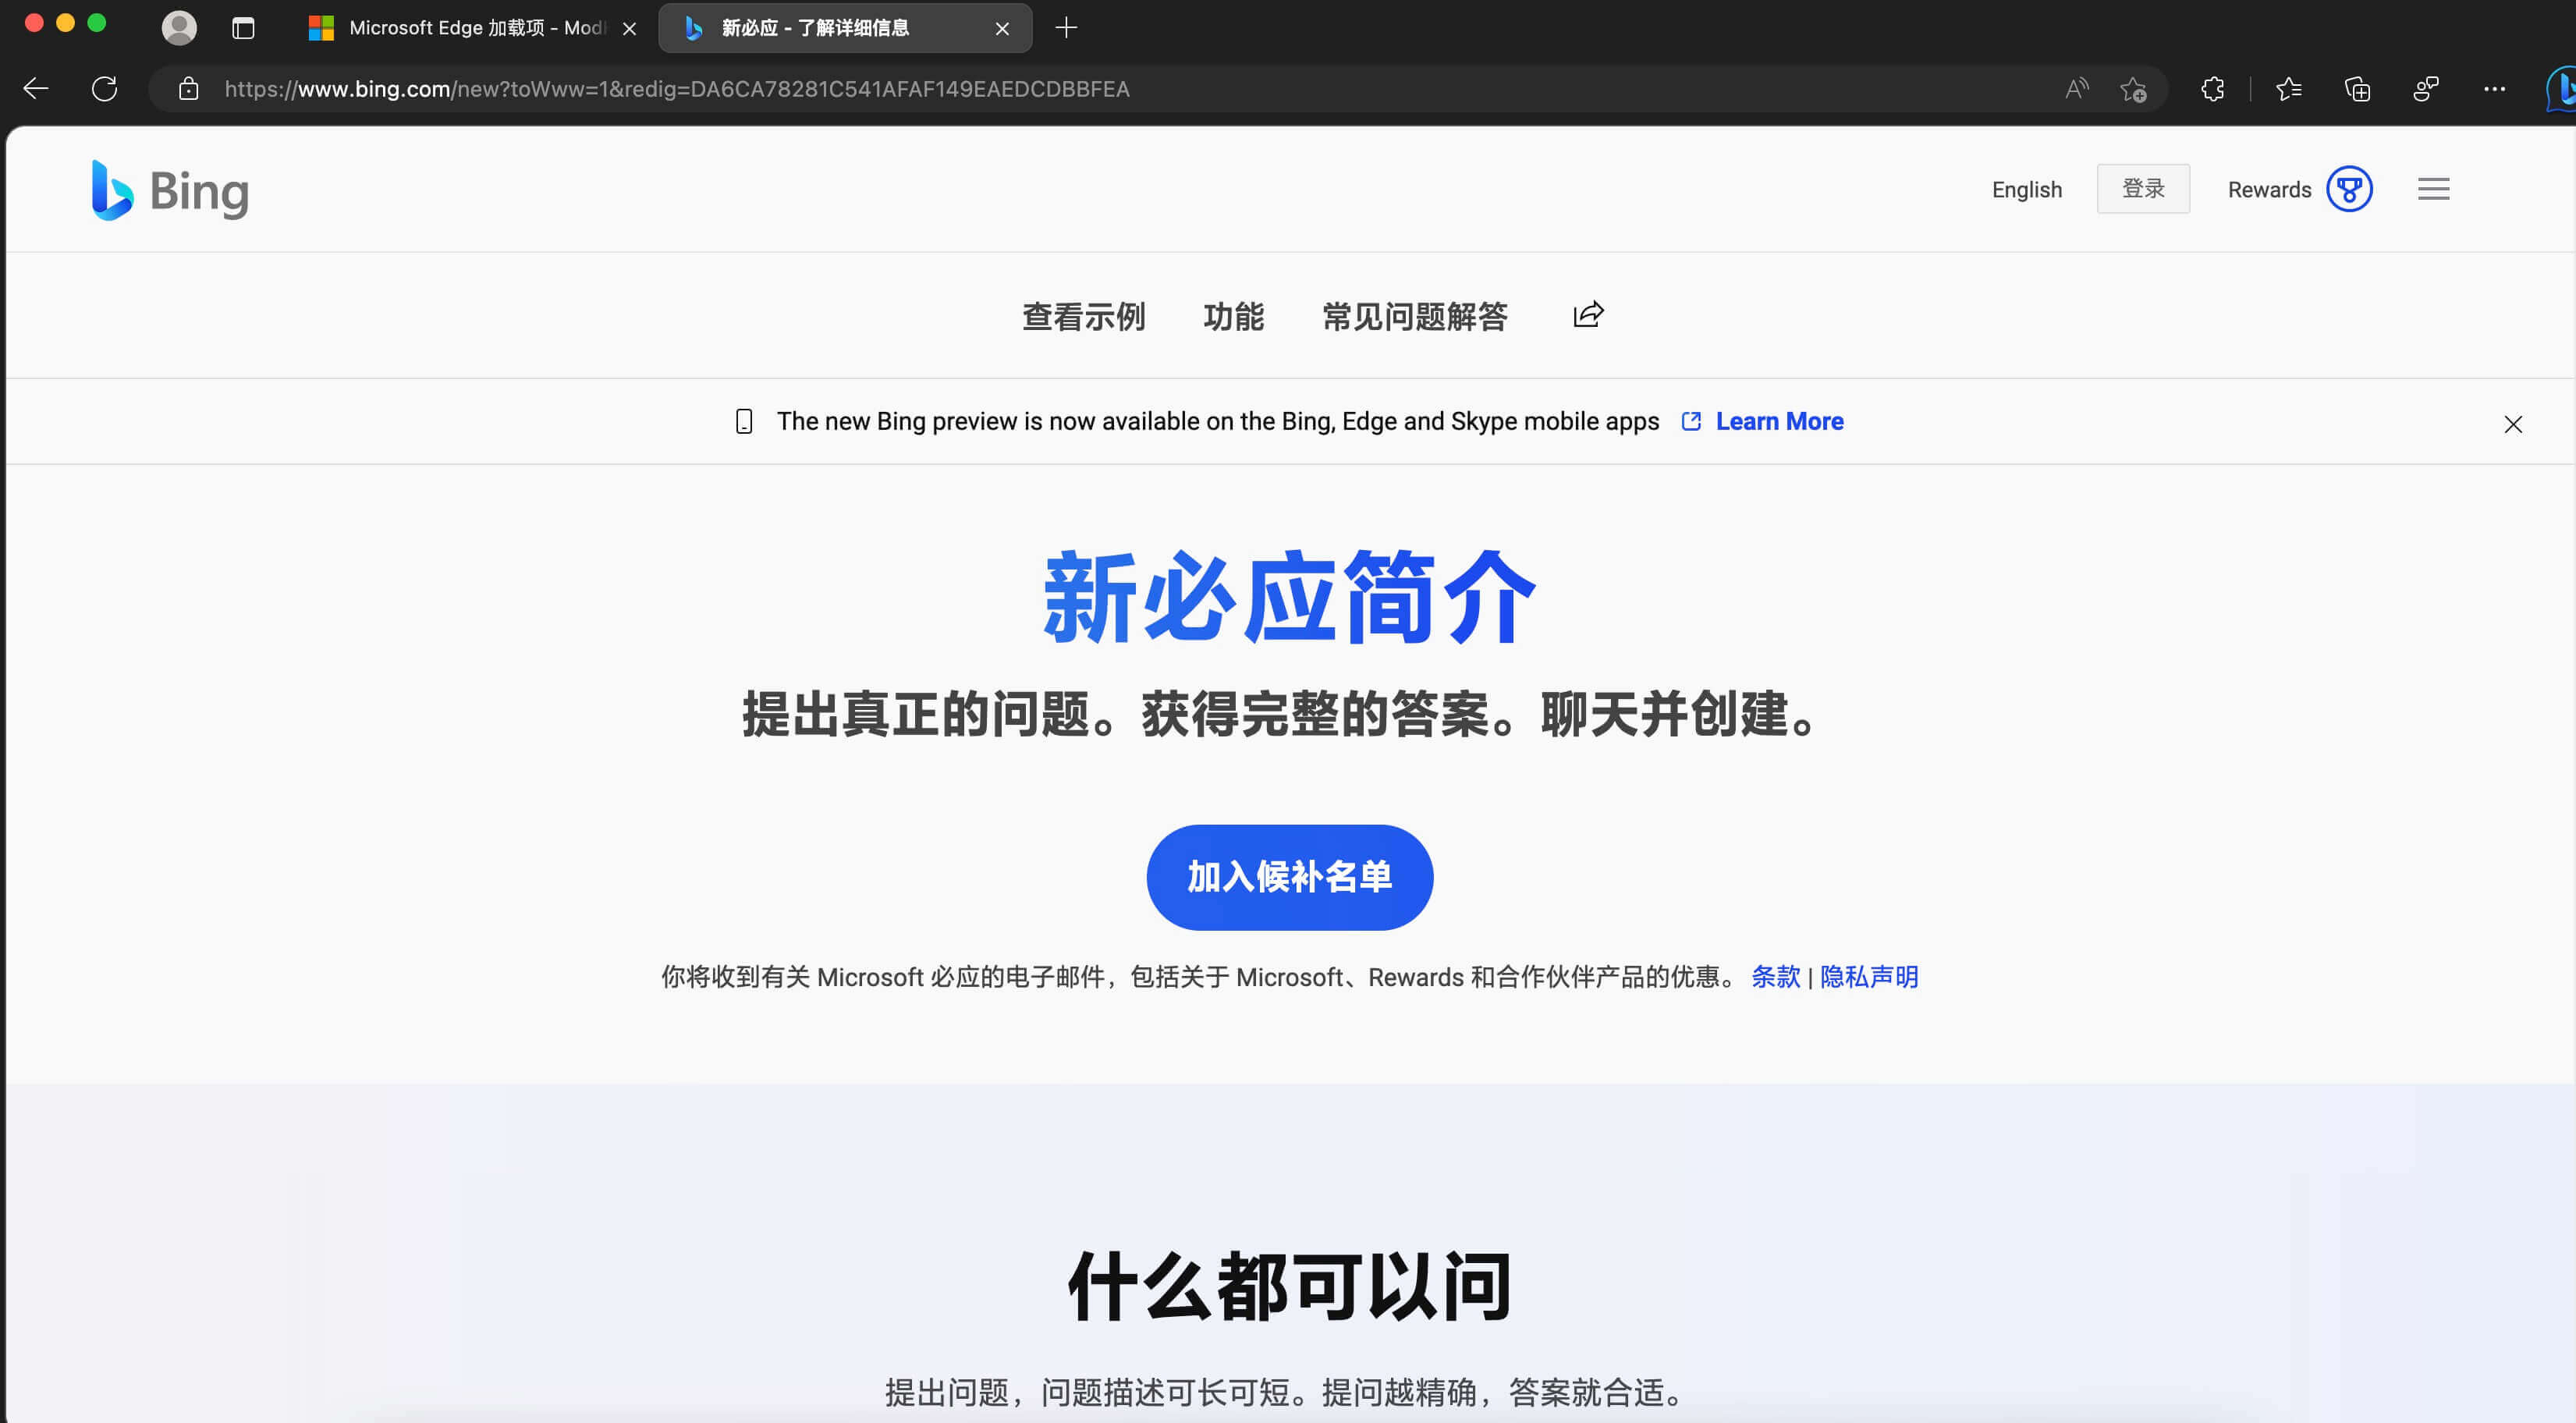 Microsoft Edge 加载项 - Mod
新必应 - 了解详细信息
https://www.bing.com/new?toWww=1&redig=DA6CA78281C541AFAF149EAEDCDBBFEA
Bing
English 登录 Rewards
查看示例 功能 常见问题解答
The new Bing preview is now available on the Bing, Edge and Skype mobile apps Learn More
新必应简介
提出真正的问题。获得完整的答案。聊天并创建。
加入候补名单
你将收到有关 Microsoft 必应的电子邮件，包括关于 Microsoft、Rewards 和合作伙伴产品的优惠。 条款 | 隐私声明
什么都可以问
提出问题，问题描述可长可短。提问越精确，答案就合适。